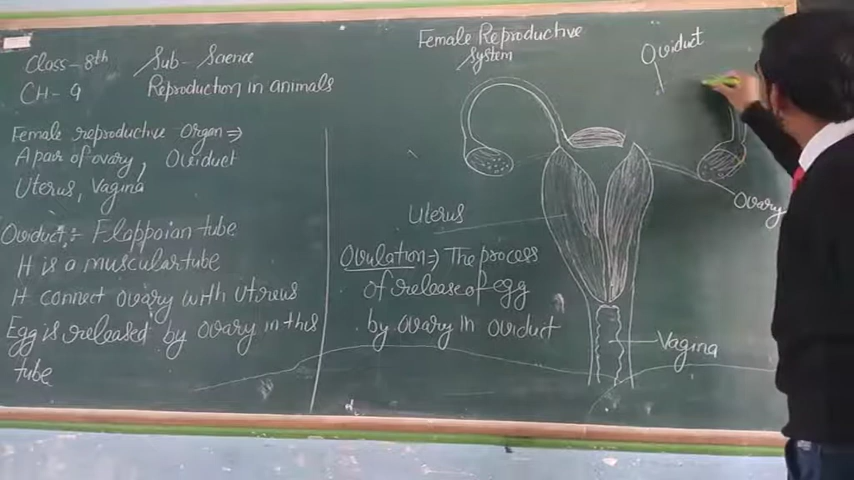 Class-8th
Sub- Science
CH-9
Reproduction in animals
Female reproductive Organ⇒
A pair of ovary, Oviduct
Uterus, Vagina
Oviduct:- Flappoian tube
It is a muscular tube
It connect ovary with Uterus
Egg is released by ovary in this
tube
Female Reproductive
System
Oviduct
Ovary
Uterus
Ovulation⇒ The process
of release of egg
by ovary in oviduct
Vagina